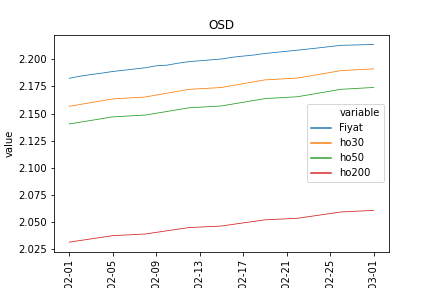 OSD
2.200
2.175
2.150
2.125
2.100
2.075
2.050
2.025
value
variable
Fiyat
ho30
ho50
ho200
02-01
02-05
02-09
02-13
02-17
02-21
02-25
03-01